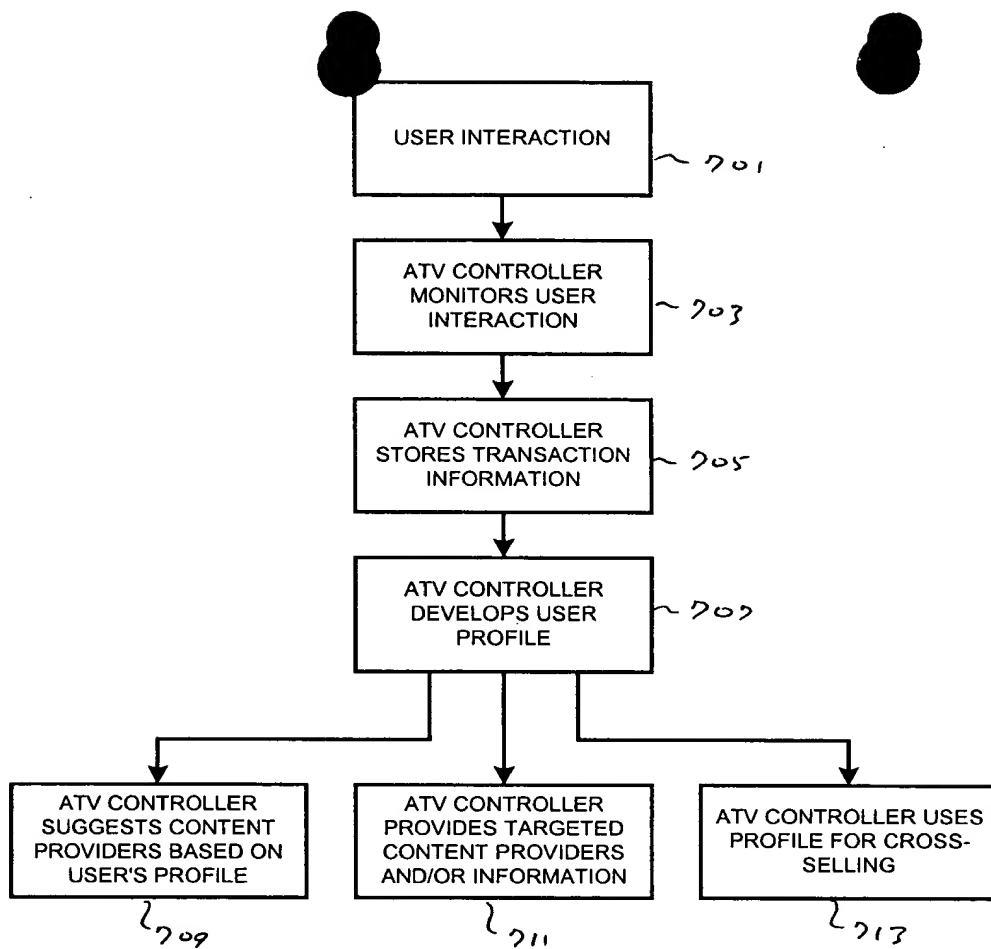 USER INTERACTION
701
ATV CONTROLLER
MONITORS USER
INTERACTION
703
ATV CONTROLLER
STORES TRANSACTION
INFORMATION
705
ATV CONTROLLER
DEVELOPS USER
PROFILE
707
ATV CONTROLLER
SUGGESTS CONTENT
PROVIDERS BASED ON
USER'S PROFILE
709
ATV CONTROLLER
PROVIDES TARGETED
CONTENT PROVIDERS
AND/OR INFORMATION
711
ATV CONTROLLER USES
PROFILE FOR CROSS-
SELLING
713